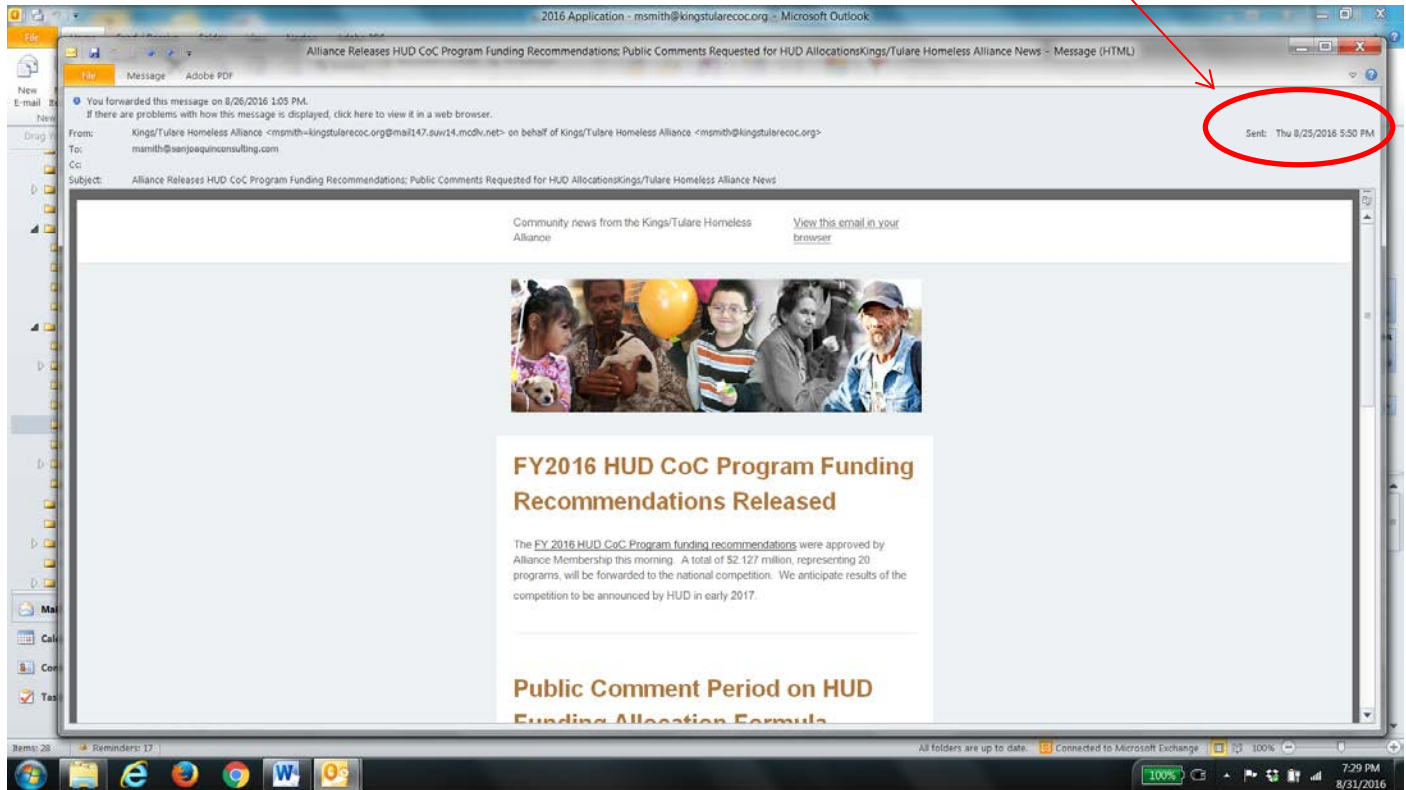 2016 Application - msmith@kingstularecoc.org - Microsoft Outlook
File
Alliance Releases HUD CoC Program Funding Recommendations; Public Comments Requested for HUD AllocationsKings/Tulare Homeless Alliance News - Message (HTML)
File Message Adobe PDF
New
E-mail
New
Drag
You forwarded this message on 8/26/2016 1:05 PM.
If there are problems with how this message is displayed, click here to view it in a web browser.
From: Kings/Tulare Homeless Alliance <msmith=kingstularecoc.org@mail147.suw14.mcdlv.net> on behalf of Kings/Tulare Homeless Alliance <msmith@kingstularecoc.org>
Sent: Thu 8/25/2016 5:50 PM
To: msmith@sanjoaquinconsulting.com
Cc:
Subject: Alliance Releases HUD CoC Program Funding Recommendations; Public Comments Requested for HUD AllocationsKings/Tulare Homeless Alliance News
Community news from the Kings/Tulare Homeless
Alliance
View this email in your
browser
FY2016 HUD CoC Program Funding
Recommendations Released
The FY 2016 HUD CoC Program funding recommendations were approved by
Alliance Membership this morning. A total of $2.127 million, representing 20
programs, will be forwarded to the national competition. We anticipate results of the
competition to be announced by HUD in early 2017.
Public Comment Period on HUD
Funding Allocation Formula
Mai
Cale
Con
Tas
Items: 28 Reminders: 17
All folders are up to date. Connected to Microsoft Exchange 100%
100%
7:29 PM
8/31/2016